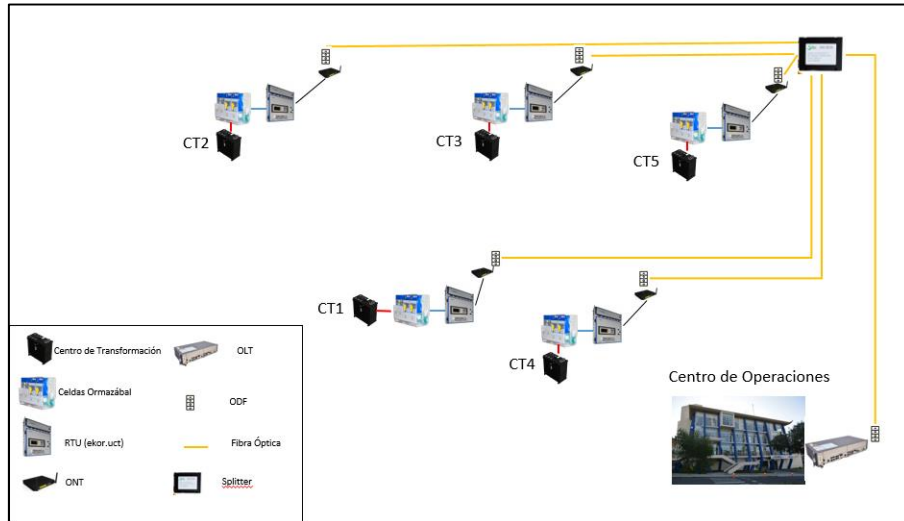 CT2
CT3
CT5
CT1
CT4
Centro de Operaciones
Centro de Transformación
OLT
Celdas Ormazábal
ODF
RTU (ekor.uct)
Fibra Óptica
ONT
Splitter